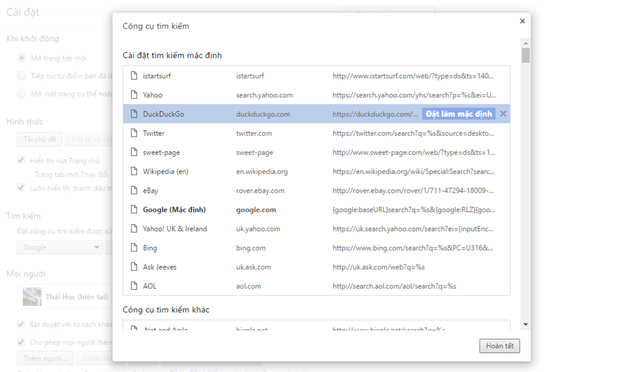 Cài đặt
Công cụ tìm kiếm
Khi khởi động
Mở trang tab mới
Tiếp tục từ điểm bạn đã d
Mở một trang cụ thể hoặc
Cài đặt tìm kiếm mặc định
istartsurf istartsurf http://www.istartsurf.com/web/?type=ds&ts=140...
Yahoo search.yahoo.com http://search.yahoo.com/yhs/search?p=%s&ei=U...
DuckDuckGo duckduckgo.com https://duckduckgo.com/... Đặt làm mặc định
Twitter twitter.com https://twitter.com/search?q=%s&source=deskto...
sweet-page sweet-page http://www.sweet-page.com/web/?type=ds&ts=1...
Wikipedia (en) en.wikipedia.org https://en.wikipedia.org/wiki/Special:Search?searc...
eBay rover.ebay.com http://rover.ebay.com/rover/1/711-47294-18009-...
Google (Mặc định) google.com {google:baseURL}search?q=%s&{google:RLZ}{goo...
Yahoo! UK & Ireland uk.yahoo.com https://uk.search.yahoo.com/search?ei={inputEnc...
Bing bing.com https://www.bing.com/search?q=%s&PC=U316&...
Ask Jeeves uk.ask.com http://uk.ask.com/web?q=%s
AOL aol.com http://search.aol.com/aol/search?q=%s
Công cụ tìm kiếm khác
Hình thức
Tải chủ đề
Hiển thị nút Trang chủ
Trang tab mới Thay đổi
Luôn hiển thị thanh dấu tr
Tìm kiếm
Đặt công cụ tìm kiếm được sử
Google
Mọi người
Thái Học (hiện tại)
Bật duyệt với tư cách khác
Cho phép mọi người thêm
Thêm người...
Hoàn tất